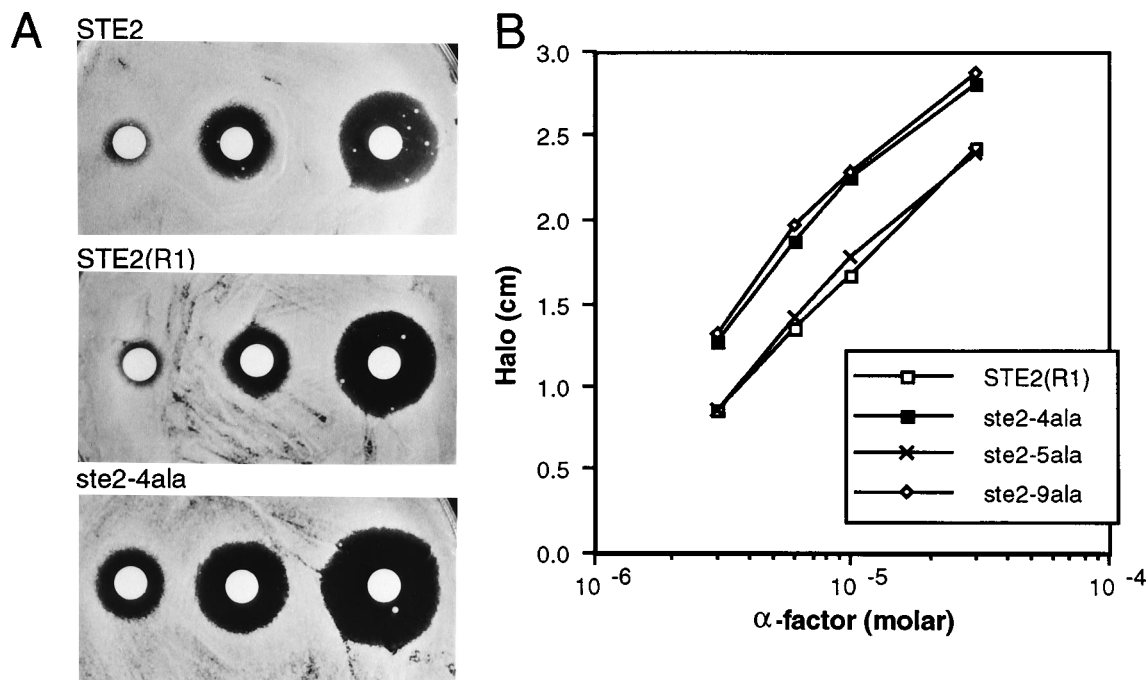 A
STE2
STE2(R1)
ste2-4ala
B
3.0
2.5
2.0
1.5
1.0
0.5
0.0
Halo (cm)
10 -6
10 -5
10 -4
α-factor (molar)
STE2(R1)
ste2-4ala
ste2-5ala
ste2-9ala